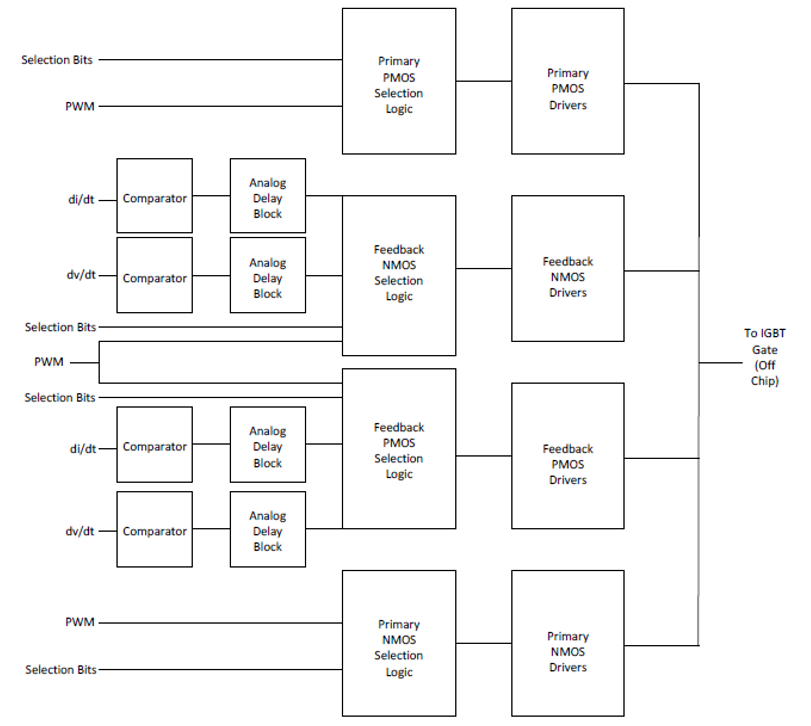 Selection Bits
PWM
Primary
PMOS
Selection
Logic
Primary
PMOS
Drivers
di/dt
Comparator
Analog
Delay
Block
dv/dt
Comparator
Analog
Delay
Block
Selection Bits
PWM
Feedback
NMOS
Selection
Logic
Feedback
NMOS
Drivers
To IGBT
Gate
(Off
Chip)
Selection Bits
di/dt
Comparator
Analog
Delay
Block
dv/dt
Comparator
Analog
Delay
Block
Feedback
PMOS
Selection
Logic
Feedback
PMOS
Drivers
PWM
Selection Bits
Primary
NMOS
Selection
Logic
Primary
NMOS
Drivers